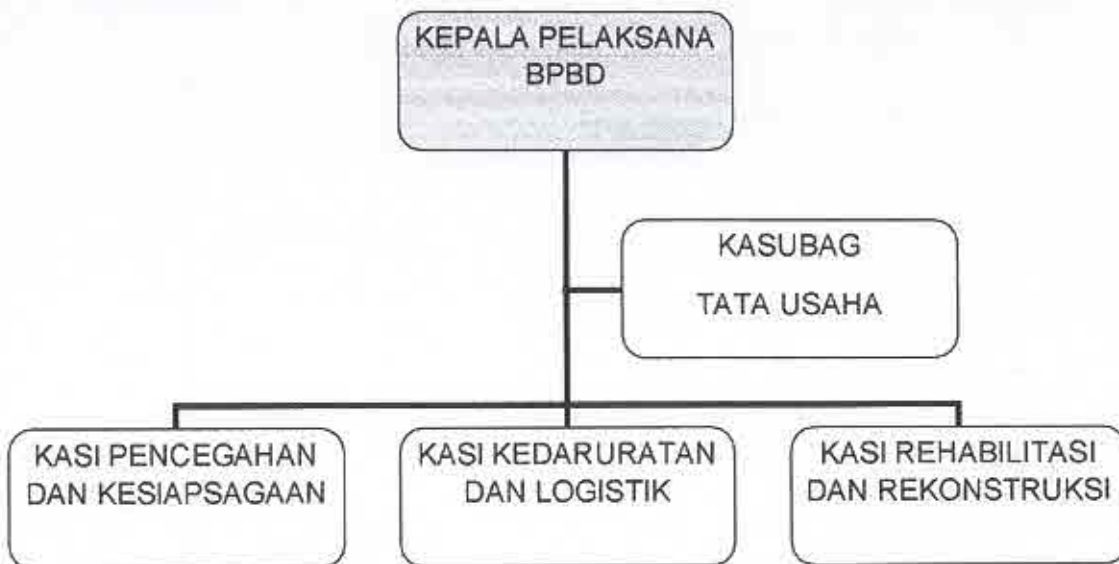 KEPALA PELAKSANA
BPBD
KASUBAG
TATA USAHA
KASI PENCEGAHAN
DAN KESIAPSAGAAN
KASI KEDARURATAN
DAN LOGISTIK
KASI REHABILITASI
DAN REKONSTRUKSI